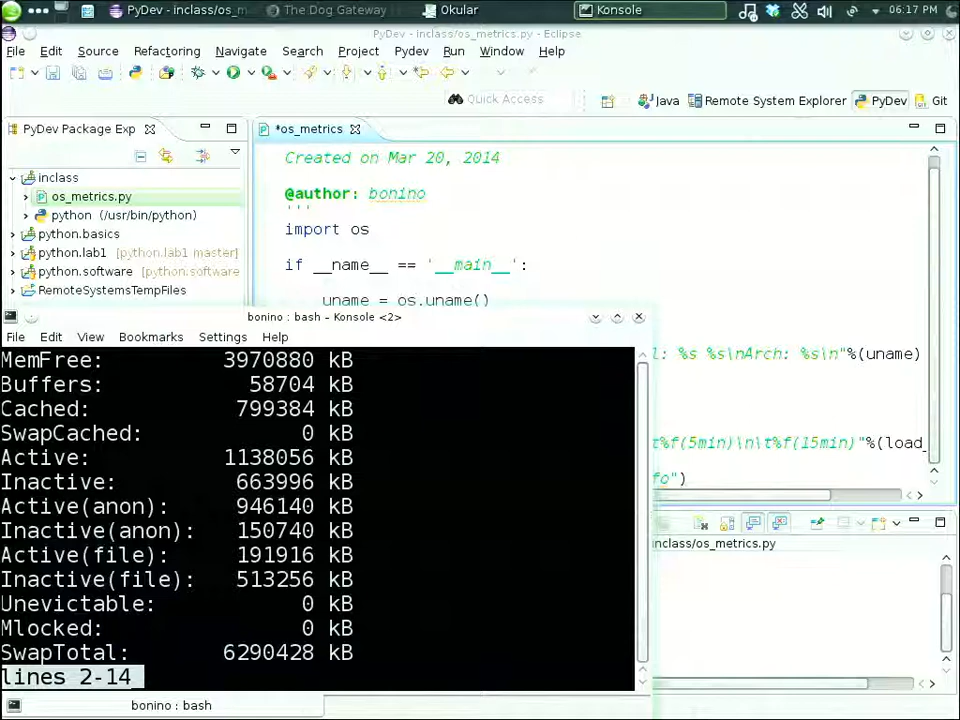 PyDev - inclass/os_m
The Dog Gateway
Okular
Konsole
06:17 PM
PyDev - inclass/os_metrics.py - Eclipse
File Edit Source Refactoring Navigate Search Project Pydev Run Window Help
Quick Access
Java Remote System Explorer PyDev Git
PyDev Package Exp
*os_metrics
inclass
os_metrics.py
python (/usr/bin/python)
python.basics
python.lab1 [python.lab1 master]
python.software [python.software
RemoteSystemsTempFiles
Created on Mar 20, 2014
@author: bonino
'''
import os
if __name__ == '__main__':
uname = os.uname()
l: %s %s\nArch: %s\n"%(uname)
t%f(5min)\n\t%f(15min)"%(load_
fo")
inclass/os_metrics.py
bonino : bash – Konsole <2>
File Edit View Bookmarks Settings Help
MemFree: 3970880 kB
Buffers: 58704 kB
Cached: 799384 kB
SwapCached: 0 kB
Active: 1138056 kB
Inactive: 663996 kB
Active(anon): 946140 kB
Inactive(anon): 150740 kB
Active(file): 191916 kB
Inactive(file): 513256 kB
Unevictable: 0 kB
Mlocked: 0 kB
SwapTotal: 6290428 kB
lines 2-14
bonino : bash